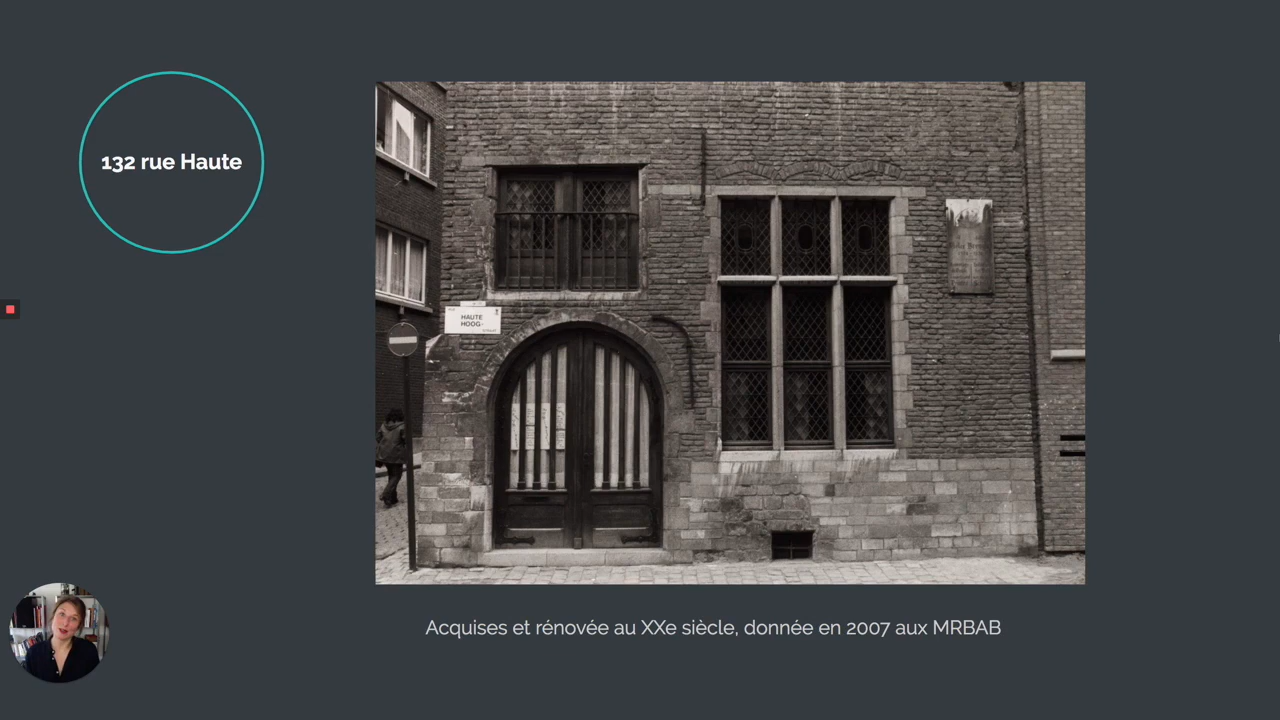 132 rue Haute
HAUTE
HOOG-
Acquises et rénovée au XXe siècle, donnée en 2007 aux MRBAB